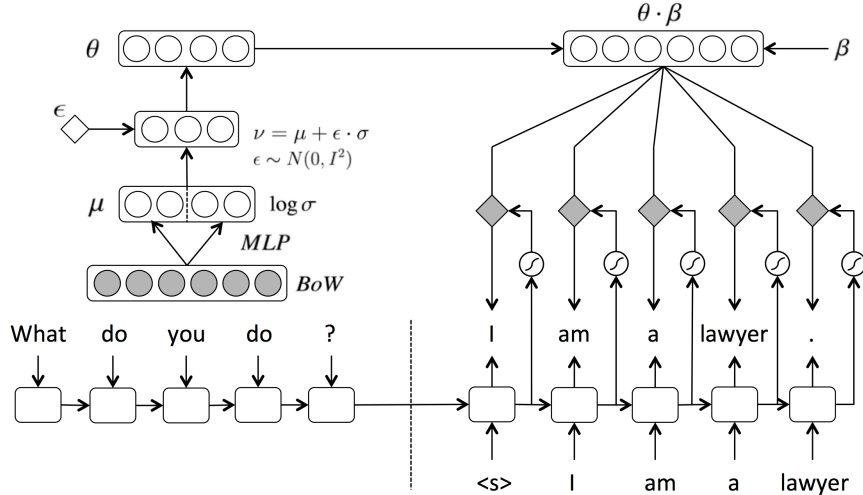 θ · β
θ
β
ϵ
ν = μ + ϵ · σ
ϵ ∼ N(0, I²)
μ
log σ
MLP
BoW
What do you do ?
I am a lawyer .
<s> I am a lawyer